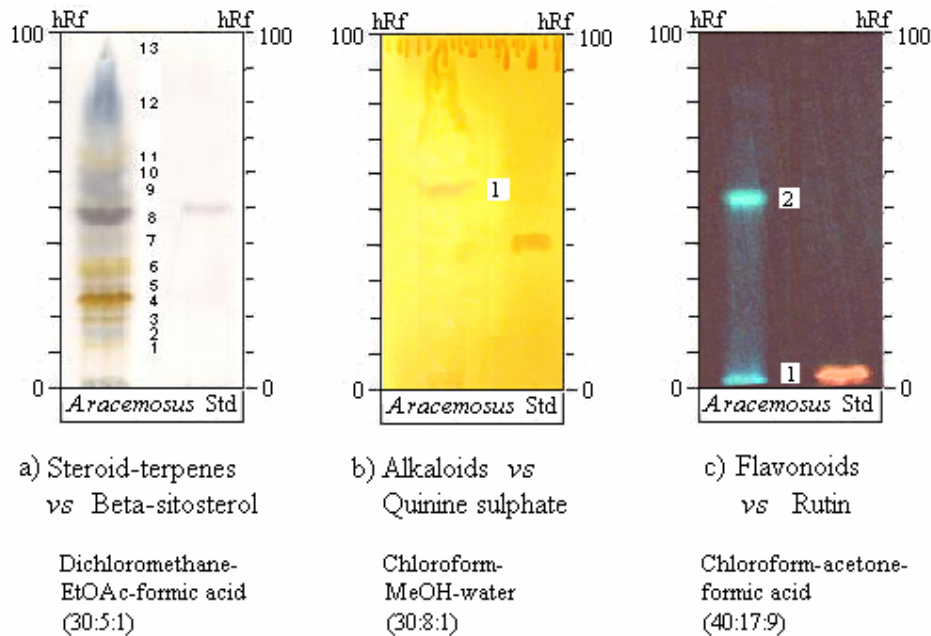 hRf hRf
100 100
13
12
11
10
9
8
7
6
5
4
3
2
1
0 0
Aracemosus Std
a) Steroid-terpenes
vs Beta-sitosterol
Dichloromethane-
EtOAc-formic acid
(30:5:1)
hRf hRf
100 100
1
0 0
Aracemosus Std
b) Alkaloids vs
Quinine sulphate
Chloroform-
MeOH-water
(30:8:1)
hRf hRf
100 100
2
1
0 0
Aracemosus Std
c) Flavonoids
vs Rutin
Chloroform-acetone-
formic acid
(40:17:9)